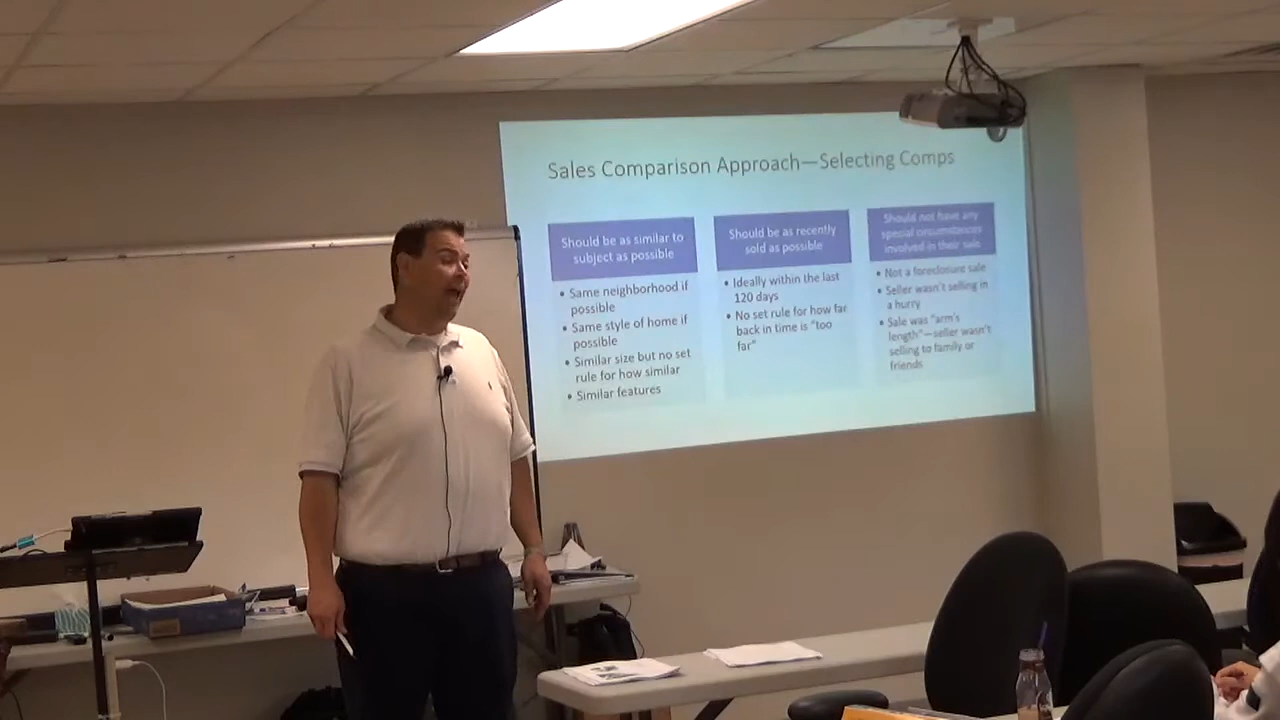 Sales Comparison Approach—Selecting Comps
Should be as similar to
subject as possible
• Same neighborhood if
possible
• Same style of home if
possible
• Similar size but no set
rule for how similar
• Similar features
Should be as recently
sold as possible
• Ideally within the last
120 days
• No set rule for how far
back in time is "too
far"
Should not have any
special circumstances
involved in their sale
• Not a foreclosure sale
• Seller wasn't selling in
a hurry
• Sale was "arm's
length"—seller wasn't
selling to family or
friends